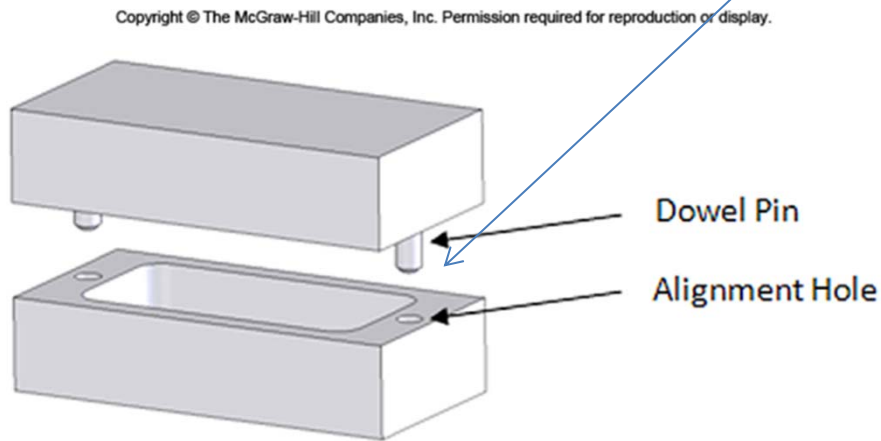 Copyright © The McGraw-Hill Companies, Inc. Permission required for reproduction or display.
Dowel Pin
Alignment Hole